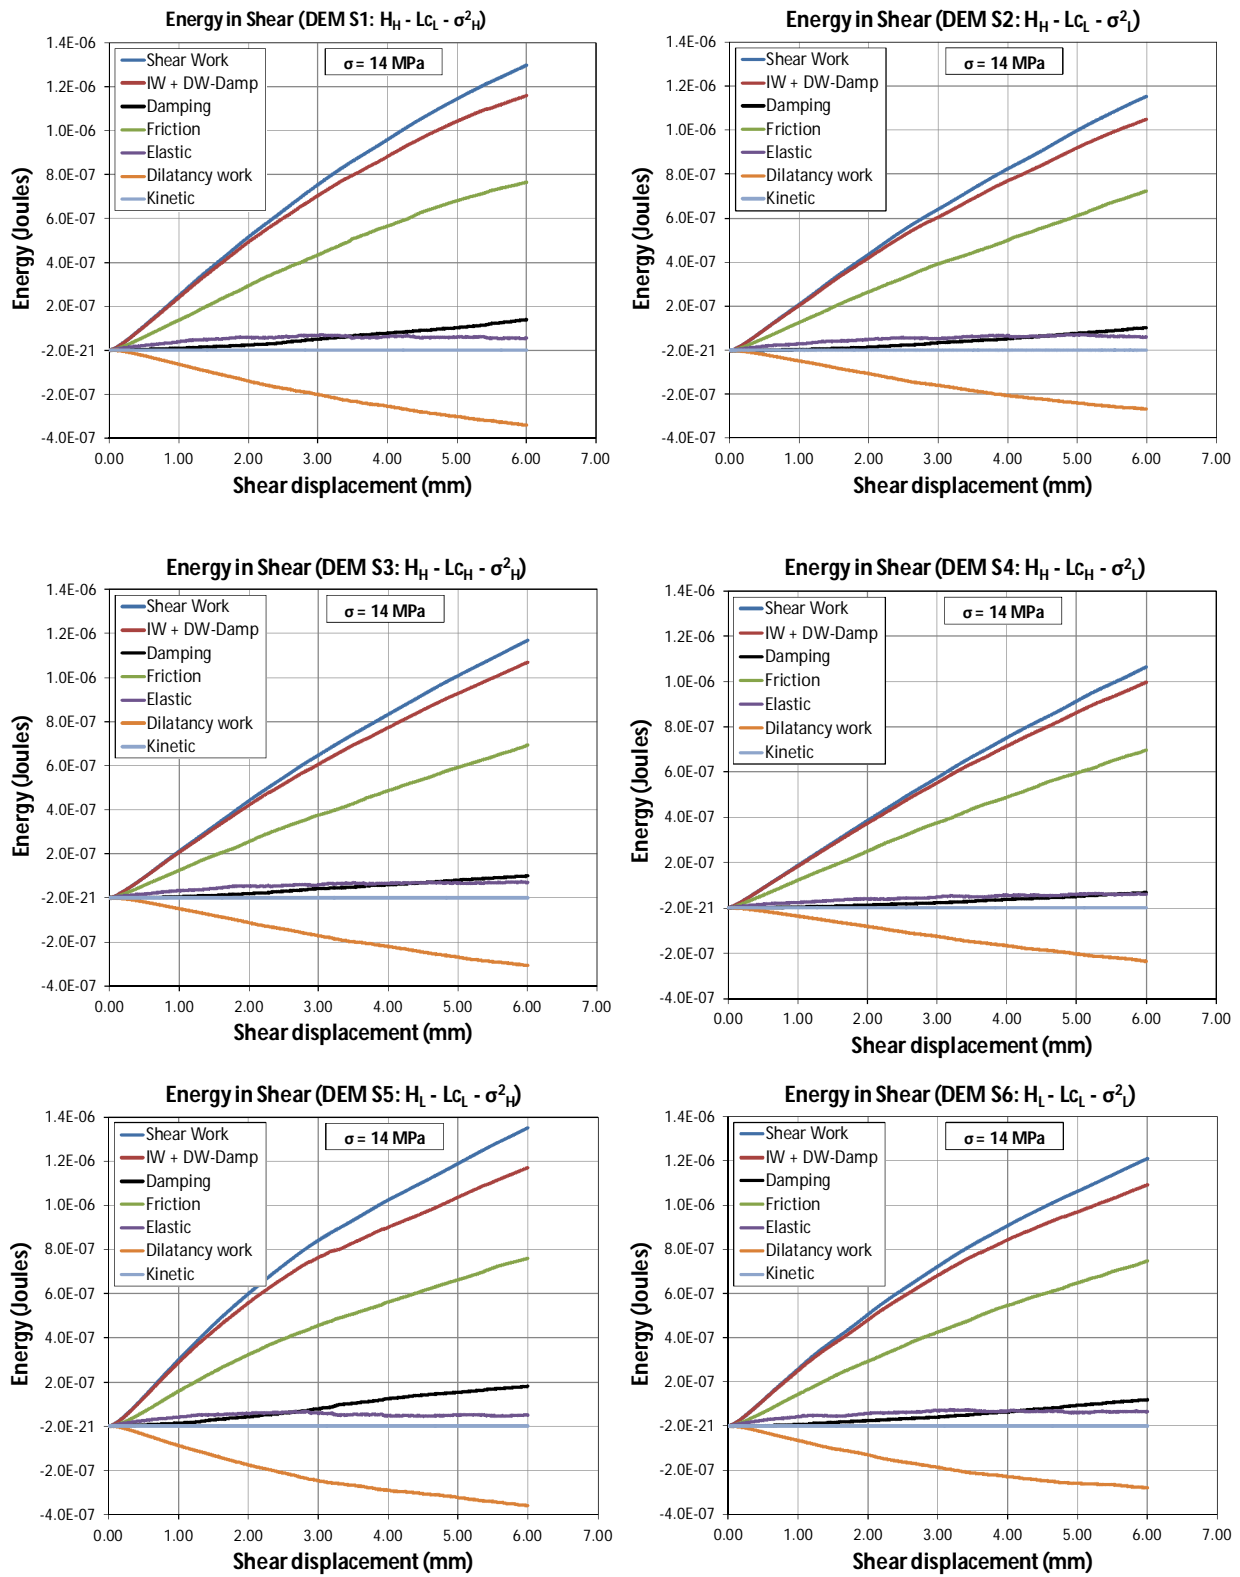 Energy in Shear (DEM S1: H_H - Lc_L - σ²_H)
1.4E-06
1.2E-06
1.0E-06
8.0E-07
6.0E-07
4.0E-07
2.0E-07
-2.0E-21
-2.0E-07
-4.0E-07
Energy (Joules)
Shear Work
IW + DW-Damp
Damping
Friction
Elastic
Dilatancy work
Kinetic
σ = 14 MPa
0.00 1.00 2.00 3.00 4.00 5.00 6.00 7.00
Shear displacement (mm)
Energy in Shear (DEM S2: H_H - Lc_L - σ²_L)
1.4E-06
1.2E-06
1.0E-06
8.0E-07
6.0E-07
4.0E-07
2.0E-07
-2.0E-21
-2.0E-07
-4.0E-07
Energy (Joules)
Shear Work
IW + DW-Damp
Damping
Friction
Elastic
Dilatancy work
Kinetic
σ = 14 MPa
0.00 1.00 2.00 3.00 4.00 5.00 6.00 7.00
Shear displacement (mm)
Energy in Shear (DEM S3: H_H - Lc_H - σ²_H)
1.4E-06
1.2E-06
1.0E-06
8.0E-07
6.0E-07
4.0E-07
2.0E-07
-2.0E-21
-2.0E-07
-4.0E-07
Energy (Joules)
Shear Work
IW + DW-Damp
Damping
Friction
Elastic
Dilatancy work
Kinetic
σ = 14 MPa
0.00 1.00 2.00 3.00 4.00 5.00 6.00 7.00
Shear displacement (mm)
Energy in Shear (DEM S4: H_H - Lc_H - σ²_L)
1.4E-06
1.2E-06
1.0E-06
8.0E-07
6.0E-07
4.0E-07
2.0E-07
-2.0E-21
-2.0E-07
-4.0E-07
Energy (Joules)
Shear Work
IW + DW-Damp
Damping
Friction
Elastic
Dilatancy work
Kinetic
σ = 14 MPa
0.00 1.00 2.00 3.00 4.00 5.00 6.00 7.00
Shear displacement (mm)
Energy in Shear (DEM S5: H_L - Lc_L - σ²_H)
1.4E-06
1.2E-06
1.0E-06
8.0E-07
6.0E-07
4.0E-07
2.0E-07
-2.0E-21
-2.0E-07
-4.0E-07
Energy (Joules)
Shear Work
IW + DW-Damp
Damping
Friction
Elastic
Dilatancy work
Kinetic
σ = 14 MPa
0.00 1.00 2.00 3.00 4.00 5.00 6.00 7.00
Shear displacement (mm)
Energy in Shear (DEM S6: H_L - Lc_L - σ²_L)
1.4E-06
1.2E-06
1.0E-06
8.0E-07
6.0E-07
4.0E-07
2.0E-07
-2.0E-21
-2.0E-07
-4.0E-07
Energy (Joules)
Shear Work
IW + DW-Damp
Damping
Friction
Elastic
Dilatancy work
Kinetic
σ = 14 MPa
0.00 1.00 2.00 3.00 4.00 5.00 6.00 7.00
Shear displacement (mm)